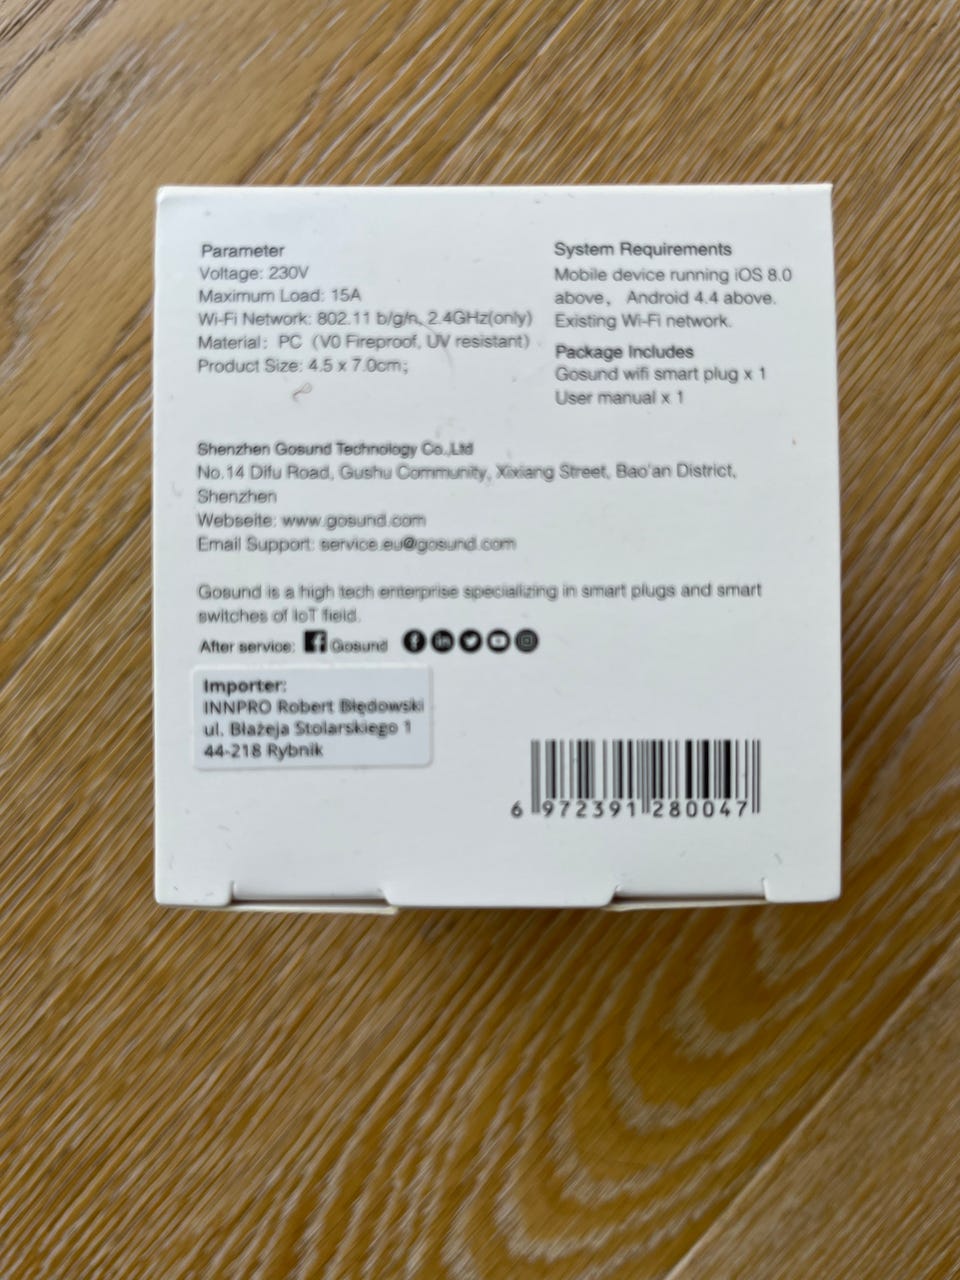 Parameter
Voltage: 230V
Maximum Load: 15A
Wi-Fi Network: 802.11 b/g/n, 2.4GHz(only)
Material: PC (V0 Fireproof, UV resistant)
Product Size: 4.5 x 7.0cm;
System Requirements
Mobile device running iOS 8.0
above, Android 4.4 above.
Existing Wi-Fi network.
Package Includes
Gosund wifi smart plug x 1
User manual x 1
Shenzhen Gosund Technology Co.,Ltd
No.14 Difu Road, Gushu Community, Xixiang Street, Bao'an District,
Shenzhen
Webseite: www.gosund.com
Email Support: service.eu@gosund.com
Gosund is a high tech enterprise specializing in smart plugs and smart
switches of IoT field.
After service: Gosund
Importer:
INNPRO Robert Błędowski
ul. Błażeja Stolarskiego 1
44-218 Rybnik
6 972391 280047